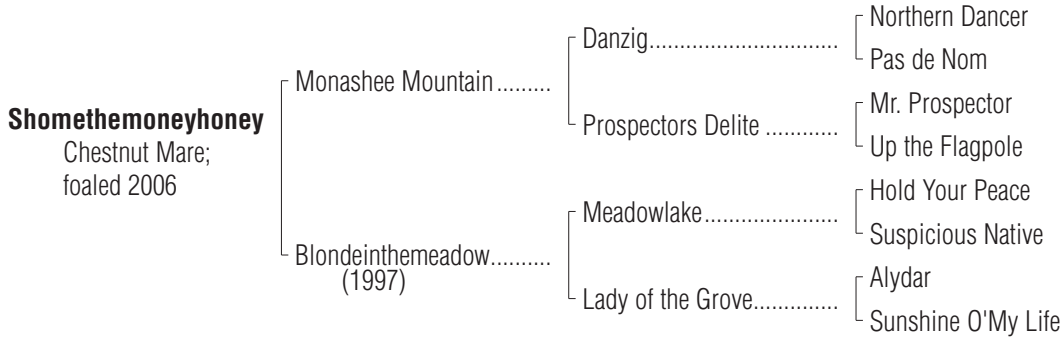 Northern Dancer
Danzig...............................
Pas de Nom
Monashee Mountain.........
Mr. Prospector
Prospectors Delite ............
Up the Flagpole
Shomethemoneyhoney
Chestnut Mare;
foaled 2006
Hold Your Peace
Meadowlake......................
Suspicious Native
Blondeinthemeadow..........
(1997)
Alydar
Lady of the Grove..............
Sunshine O'My Life